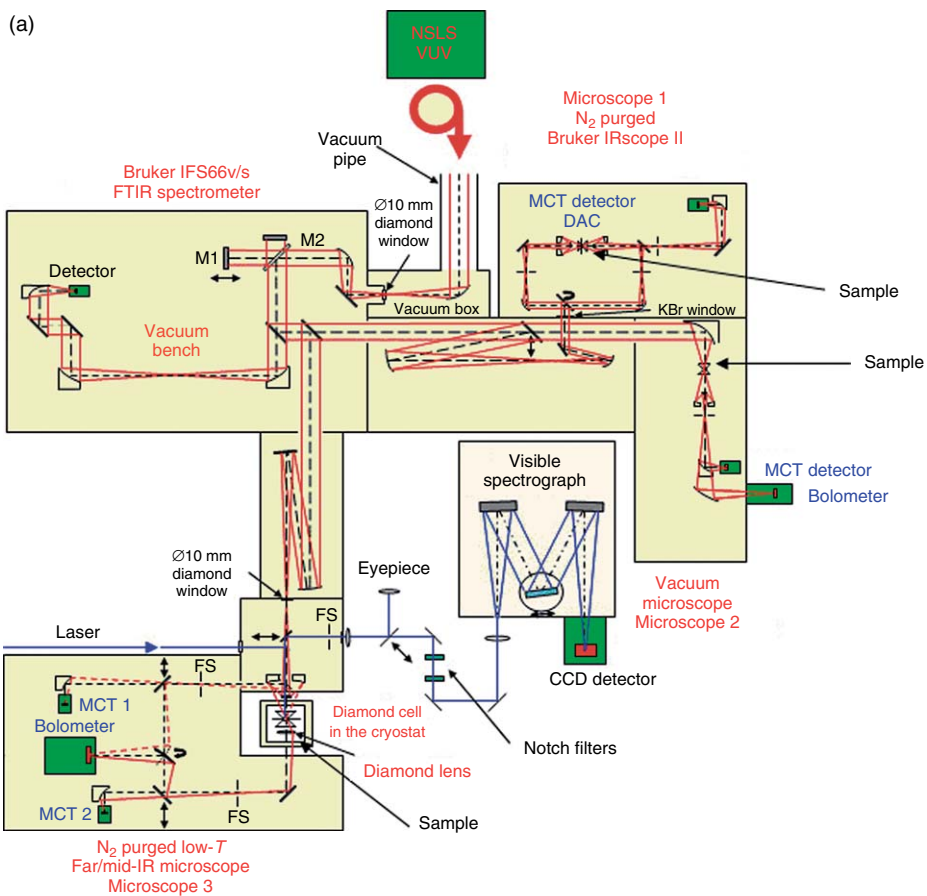 (a)
NSLS
VUV
Microscope 1
N₂ purged
Bruker IRscope II
Vacuum
pipe
Bruker IFS66v/s
FTIR spectrometer
Ø10 mm
diamond
window
MCT detector
DAC
M2
M1
Detector
Sample
Vacuum box
KBr window
Vacuum
bench
Sample
Visible
spectrograph
MCT detector
Bolometer
Ø10 mm
diamond
window
Eyepiece
Vacuum
microscope
Microscope 2
FS
Laser
CCD detector
FS
MCT 1
Bolometer
Diamond cell
in the cryostat
Notch filters
Diamond lens
MCT 2
FS
Sample
N₂ purged low-T
Far/mid-IR microscope
Microscope 3